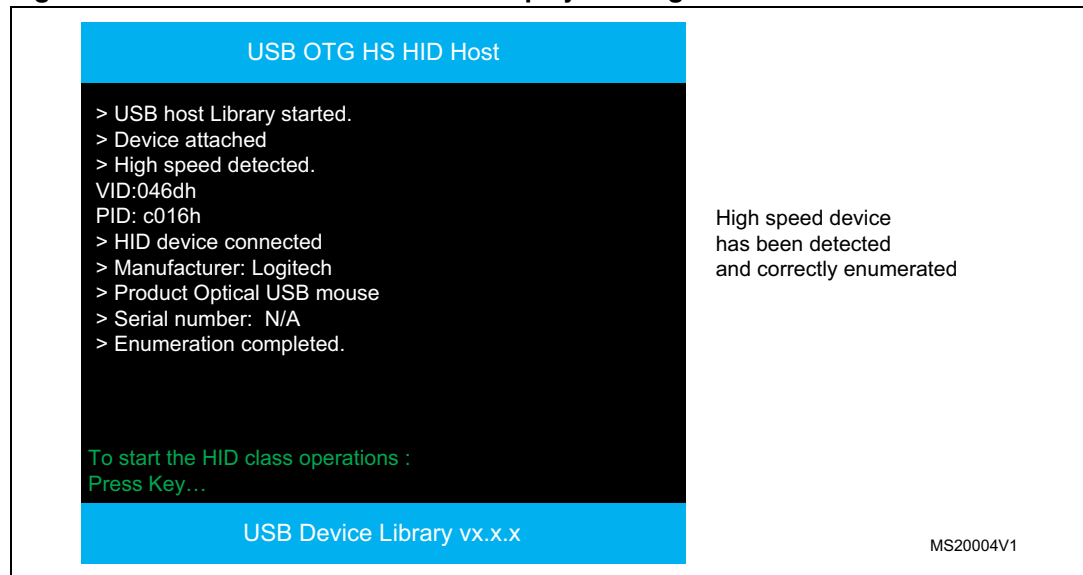 USB OTG HS HID Host
> USB host Library started.
> Device attached
> High speed detected.
VID:046dh
PID: c016h
> HID device connected
> Manufacturer: Logitech
> Product Optical USB mouse
> Serial number:  N/A
> Enumeration completed.
High speed device
has been detected
and correctly enumerated
To start the HID class operations :
Press Key…
USB Device Library vx.x.x
MS20004V1